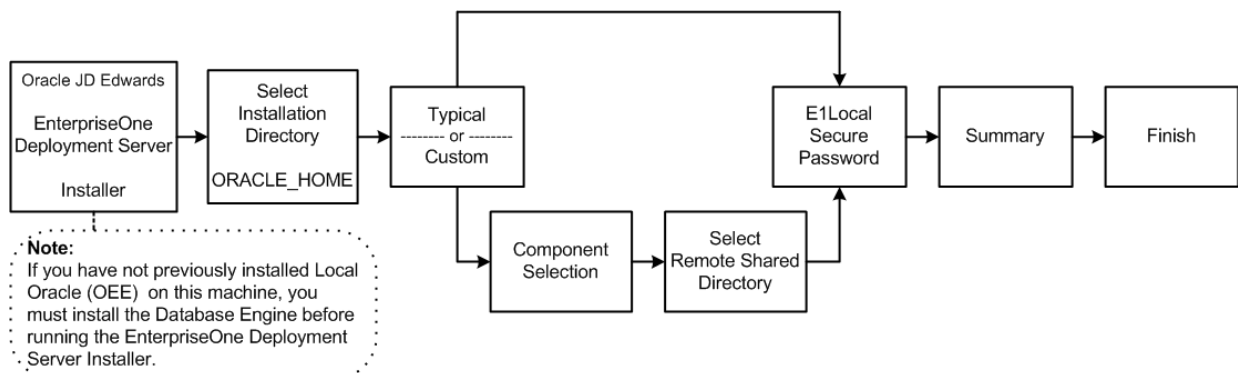 Oracle JD Edwards
EnterpriseOne
Deployment Server
Installer
Select
Installation
Directory
ORACLE_HOME
Typical
-------- or --------
Custom
Component
Selection
Select
Remote Shared
Directory
E1Local
Secure
Password
Summary
Finish
Note:
If you have not previously installed Local
Oracle (OEE) on this machine, you
must install the Database Engine before
running the EnterpriseOne Deployment
Server Installer.